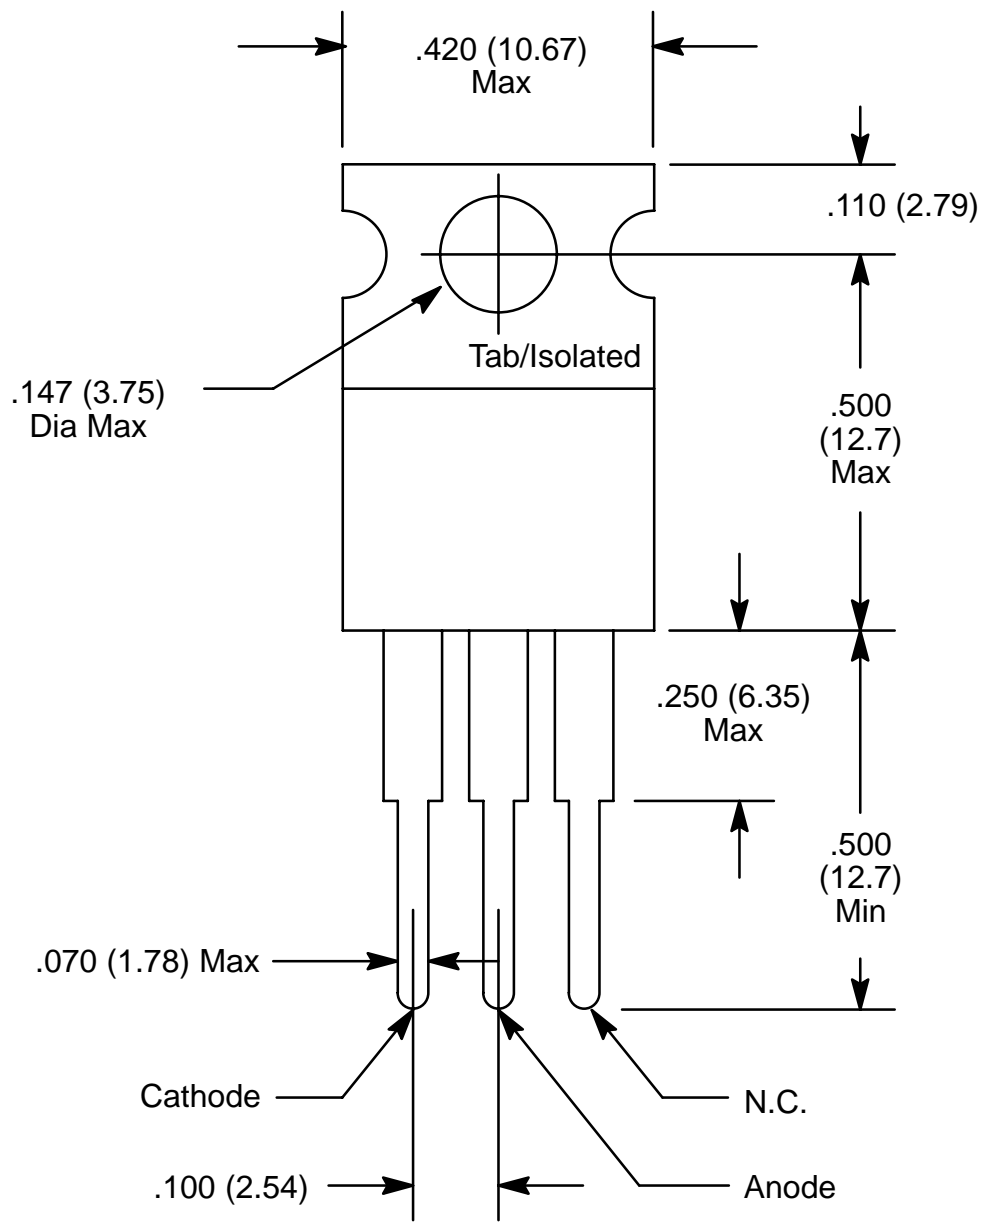 .420 (10.67)
Max
.110 (2.79)
Tab/Isolated
.147 (3.75)
Dia Max
.500
(12.7)
Max
.250 (6.35)
Max
.500
(12.7)
Min
.070 (1.78) Max
Cathode
N.C.
.100 (2.54)
Anode